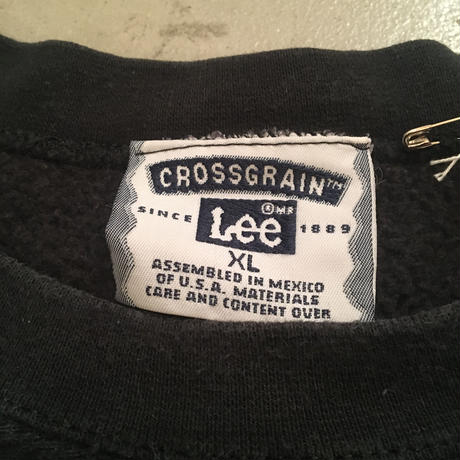 CROSSGRAIN™
SINCE Lee ®MR 1889
XL
ASSEMBLED IN MEXICO
OF U.S.A. MATERIALS
CARE AND CONTENT OVER